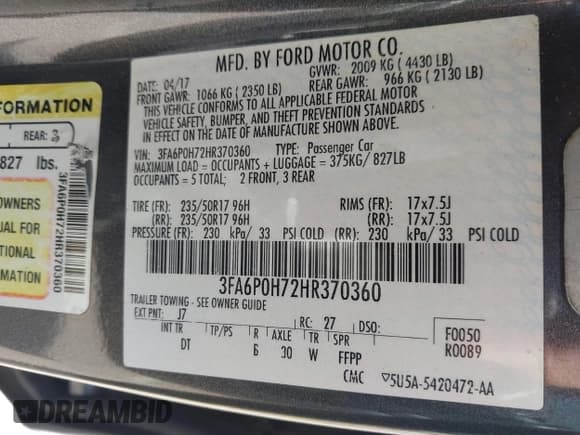 MFD. BY FORD MOTOR CO.
DATE: 04/17 GVWR: 2009 KG ( 4430 LB)
FRONT GAWR: 1066 KG ( 2350 LB) REAR GAWR: 966 KG ( 2130 LB)
THIS VEHICLE CONFORMS TO ALL APPLICABLE FEDERAL MOTOR
VEHICLE SAFETY, BUMPER, AND THEFT PREVENTION STANDARDS
IN EFFECT ON THE DATE OF MANUFACTURE SHOWN ABOVE.
VIN: 3FA6P0H72HR370360 TYPE: Passenger Car
MAXIMUM LOAD = OCCUPANTS + LUGGAGE = 375KG/827LB
OCCUPANTS = 5 TOTAL; 2 FRONT, 3 REAR
TIRE (FR): 235/50R17 96H RIMS (FR): 17x7.5J
(RR): 235/50R17 96H (RR): 17x7.5J
PRESSURE (FR): 230 kPa/ 33 PSI COLD (RR): 230 kPa/ 33 PSI COLD
3FA6P0H72HR370360
TRAILER TOWING - SEE OWNER GUIDE
EXT PNT: J7 RC: 27 DSO:
INT TR TP/PS R AXLE TR SPR
DT 6 30 W FFPP
F0050
R0089
CMC 5U5A-5420472-AA
FORMATION
REAR: 3
827 lbs.
OWNERS
UAL FOR
TIONAL
RMATION
3FA6P0H72HR370360
DREAMBID